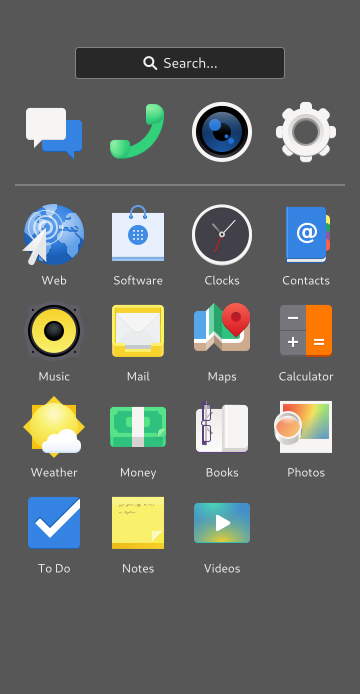 Search...
Web
Software
Clocks
Contacts
@
Music
Mail
Maps
Calculator
Weather
Money
Books
Photos
To Do
Notes
Videos